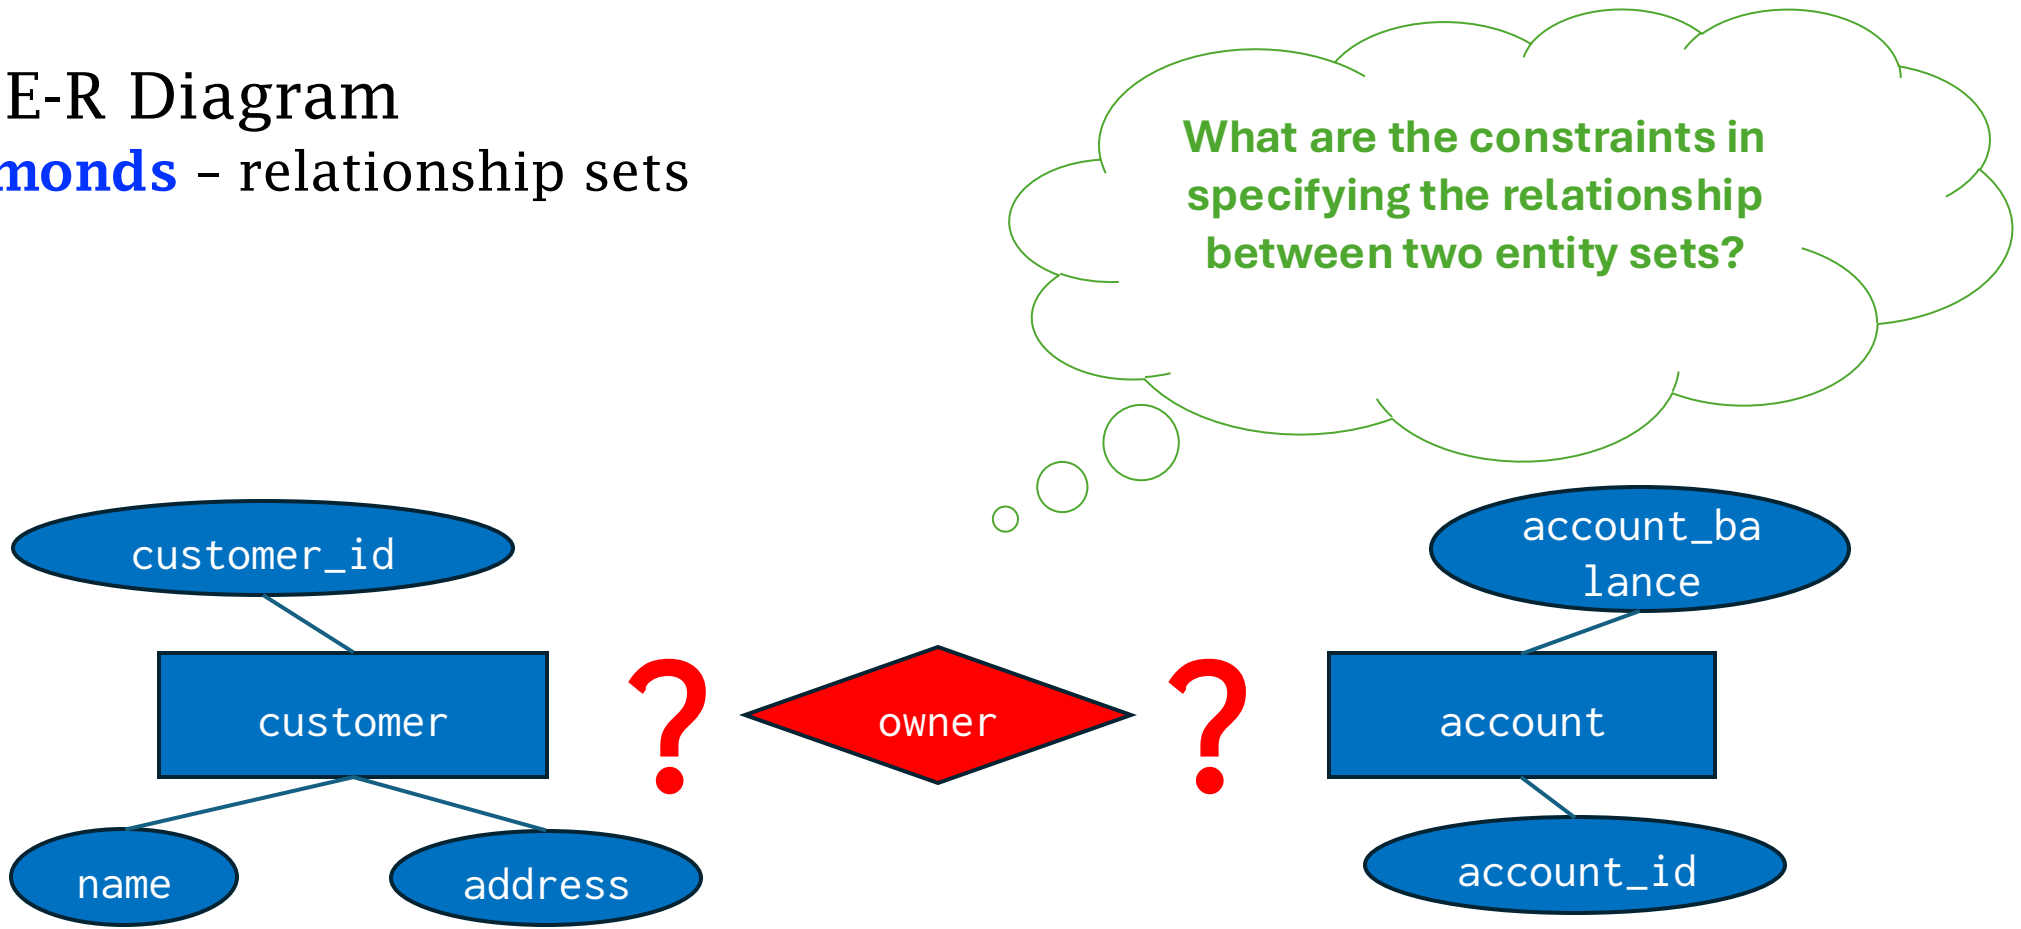 E-R Diagram
monds – relationship sets
What are the constraints in
specifying the relationship
between two entity sets?
customer_id
account_ba
lance
customer
?
owner
?
account
name
address
account_id